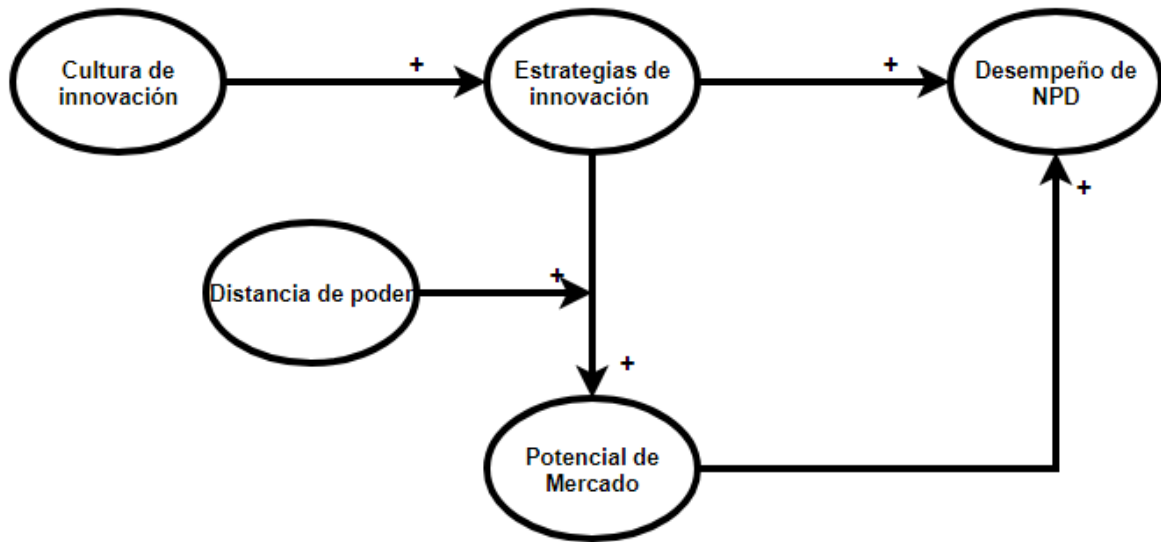 Cultura de
innovación
+
Estrategias de
innovación
+
Desempeño de
NPD
+
Distancia de poder
+
+
Potencial de
Mercado